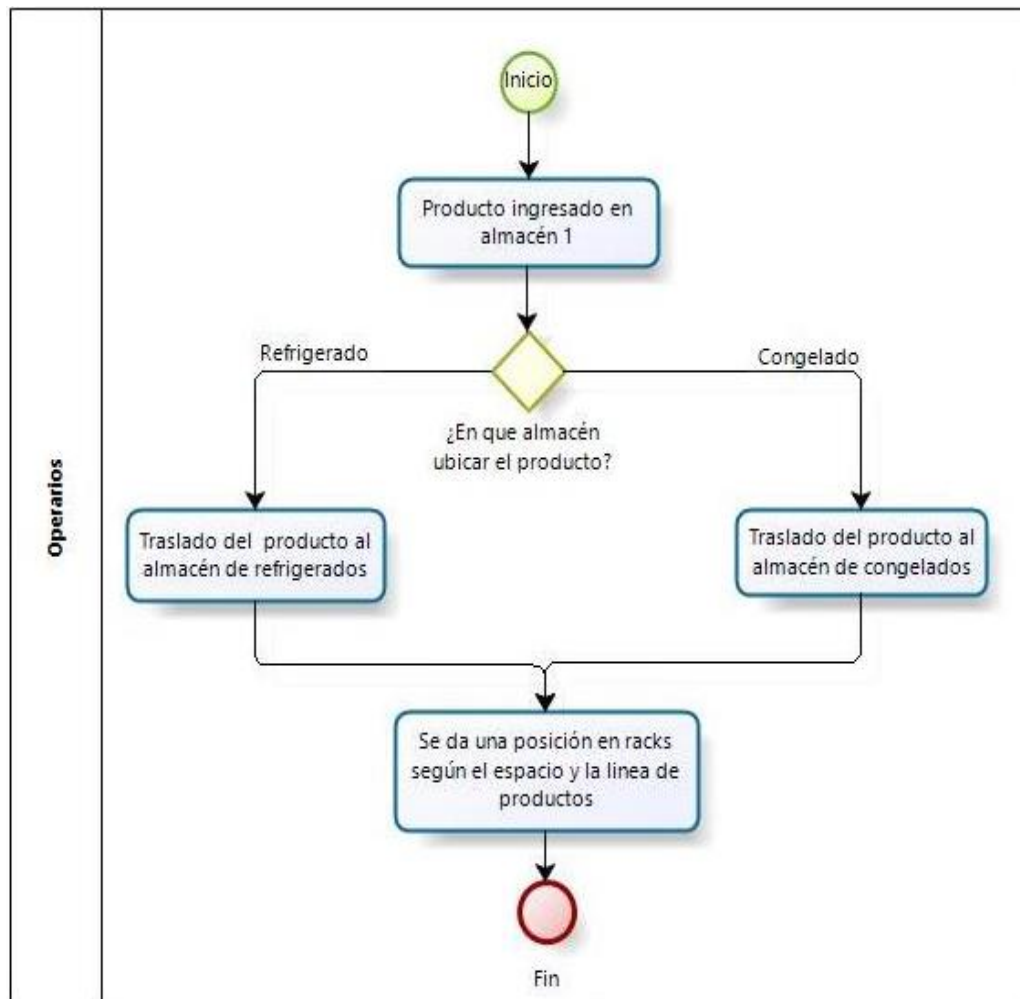 Inicio
Producto ingresado en
almacén 1
Refrigerado
Congelado
¿En que almacén
ubicar el producto?
Operarios
Traslado del producto al
almacén de refrigerados
Traslado del producto al
almacén de congelados
Se da una posición en racks
según el espacio y la linea de
productos
Fin